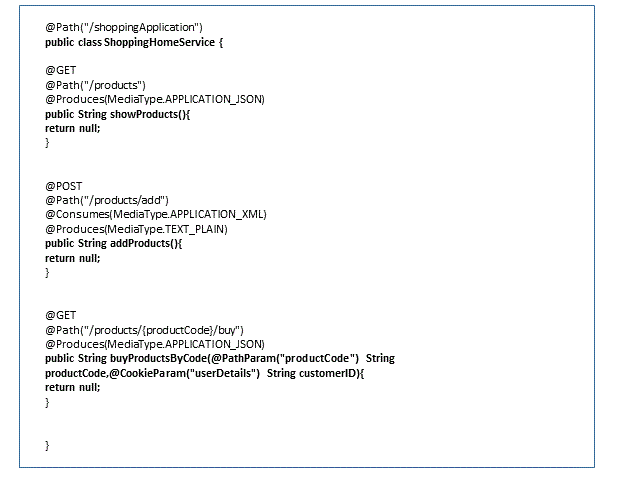 @Path("/shoppingApplication")
public class ShoppingHomeService {
@GET
@Path("/products")
@Produces(MediaType.APPLICATION_JSON)
public String showProducts(){
return null;
}
@POST
@Path("/products/add")
@Consumes(MediaType.APPLICATION_XML)
@Produces(MediaType.TEXT_PLAIN)
public String addProducts(){
return null;
}
@GET
@Path("/products/{productCode}/buy")
@Produces(MediaType.APPLICATION_JSON)
public String buyProductsByCode(@PathParam("productCode") String
productCode,@CookieParam("userDetails") String customerID){
return null;
}
}